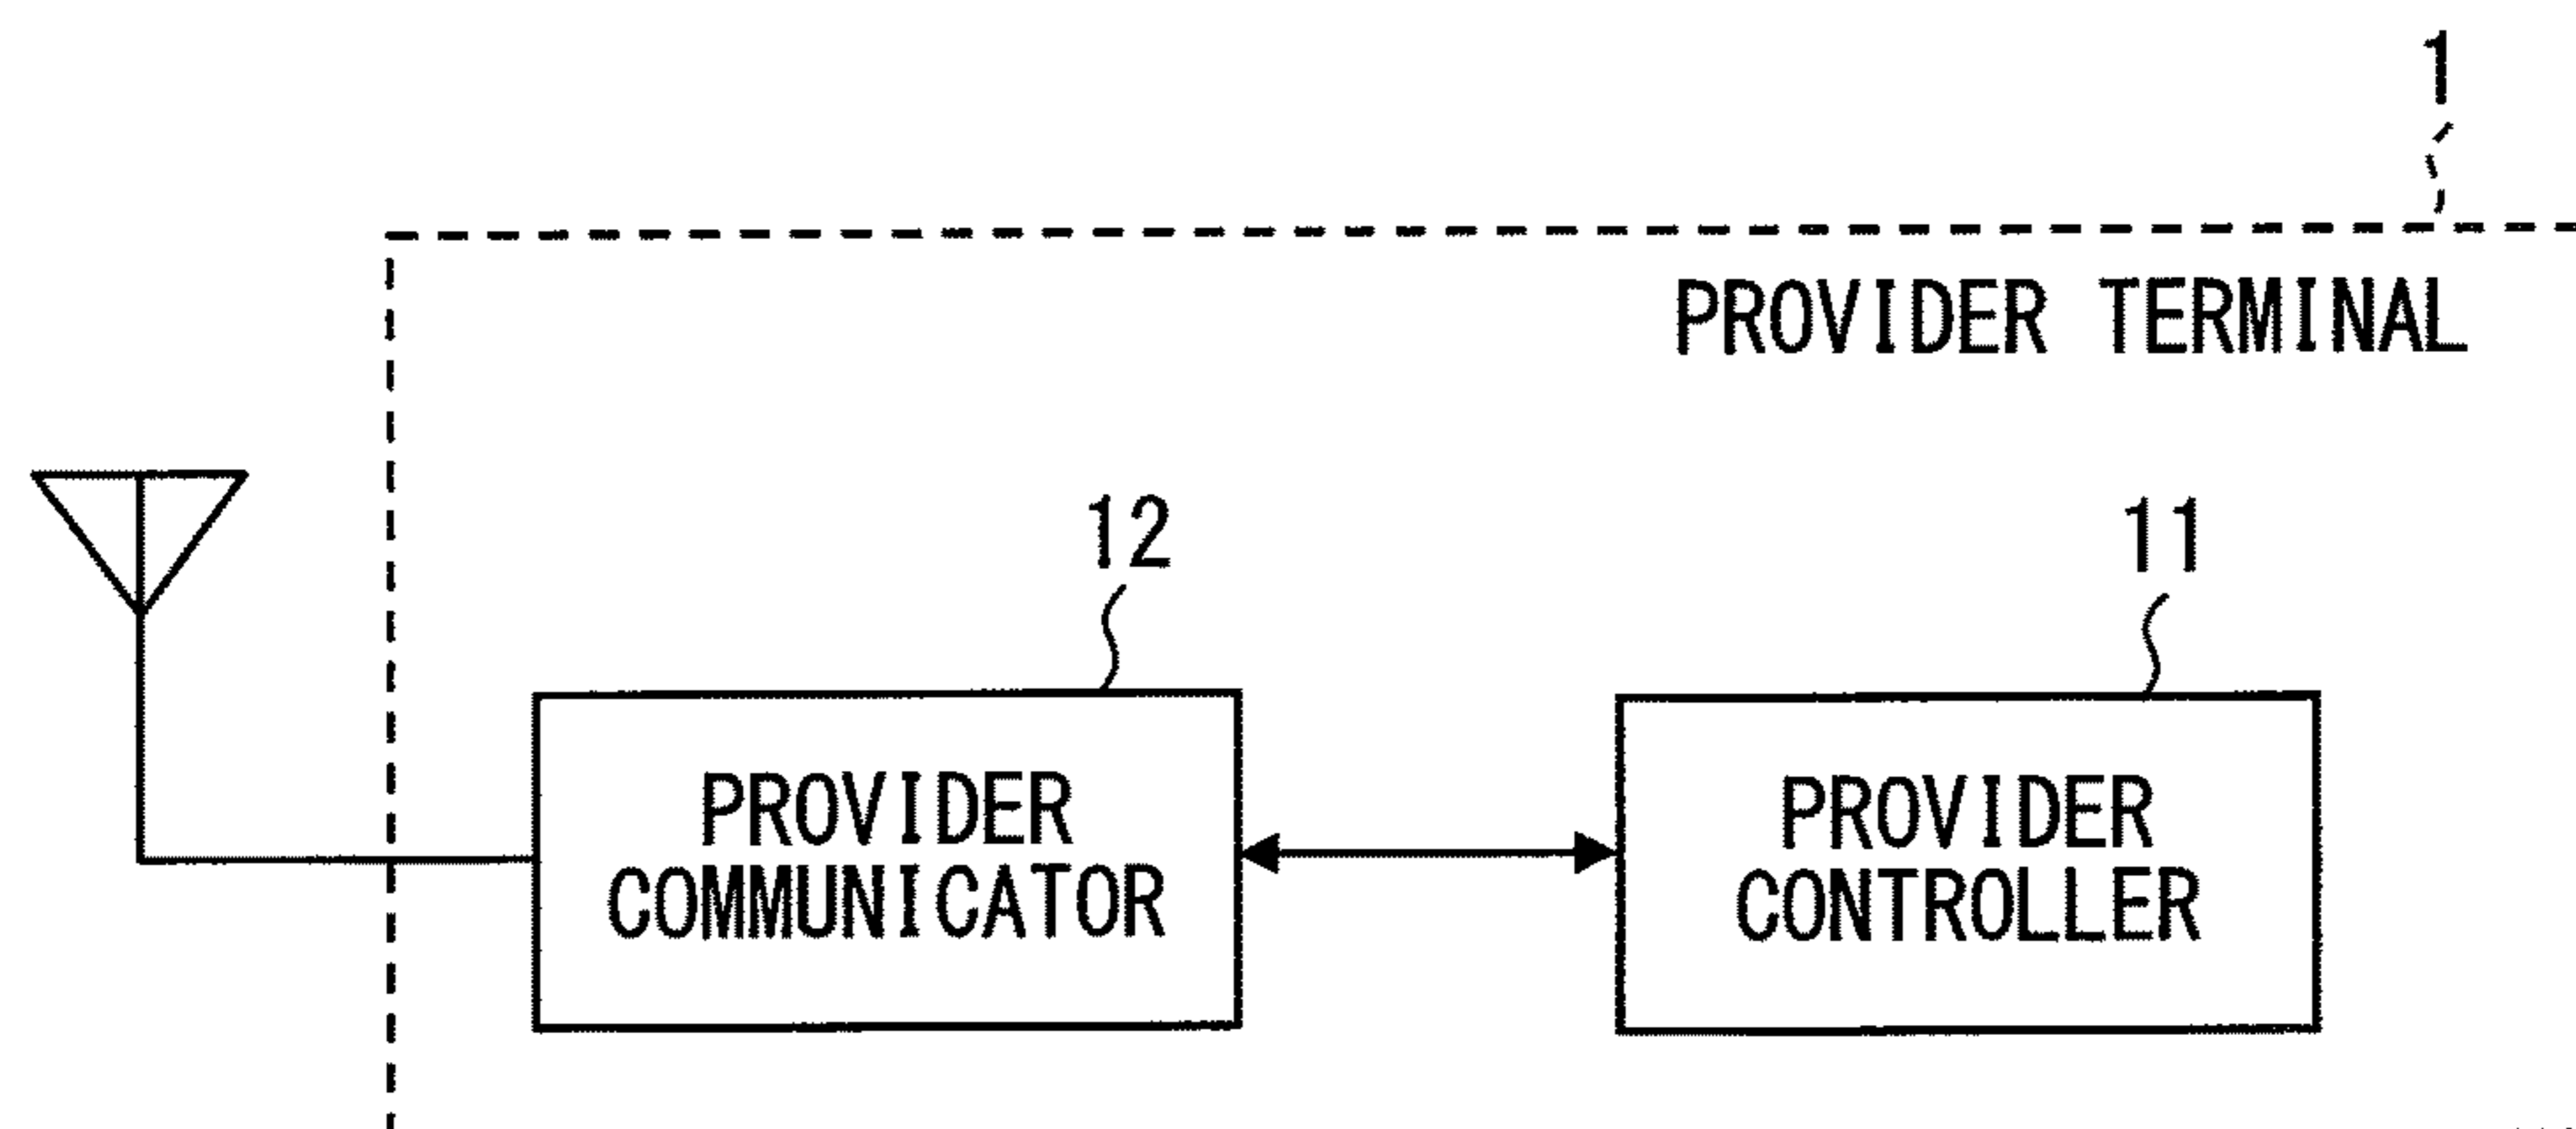 1
PROVIDER TERMINAL
12
11
PROVIDER
COMMUNICATOR
PROVIDER
CONTROLLER